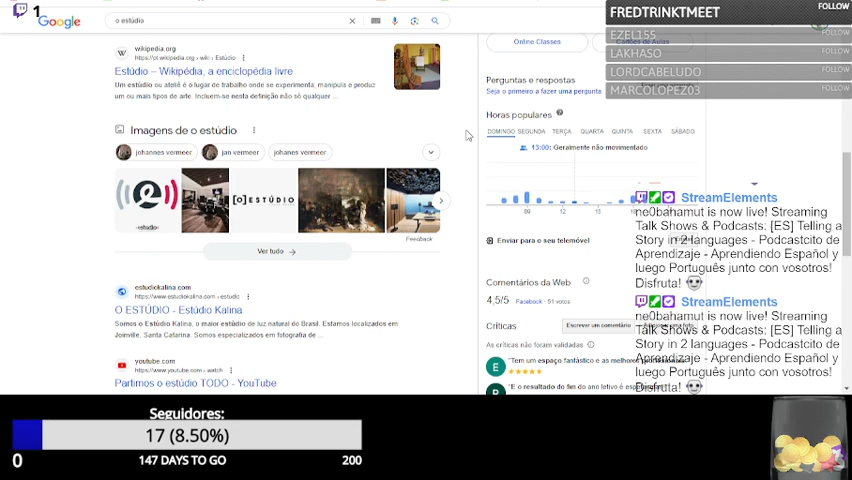 1
Google
o estúdio
FREDTRINKTMEET
FOLLOW
EZEL155
FOLLOW
LAKHASO
FOLLOW
LORDCABELUDO
FOLLOW
MARCOLOPEZ03
FOLLOW
wikipedia.org
https://pt.wikipedia.org › wiki › Estúdio
Estúdio – Wikipédia, a enciclopédia livre
Um estúdio ou ateliê é o lugar de trabalho onde se experimenta, manipula e produz
um ou mais tipos de arte. Incluem-se nesta definição não só qualquer ...
Imagens de o estúdio
johannes vermeer
jan vermeer
johanes vermeer
[O]ESTÚDIO
Feedback
Ver tudo
estudiokalina.com
https://www.estudiokalina.com › estudio
O ESTÚDIO - Estúdio Kalina
Somos o Estúdio Kalina, o maior estúdio de luz natural do Brasil. Estamos localizados em
Joinville, Santa Catarina. Somos especializados em fotografia de ...
youtube.com
https://www.youtube.com › watch
Partimos o estúdio TODO - YouTube
Online Classes
Cartões de Aulas
Perguntas e respostas
Seja o primeiro a fazer uma pergunta
Horas populares
DOMINGO SEGUNDA TERÇA QUARTA QUINTA SEXTA SÁBADO
13:00: Geralmente não movimentado
09 12 15
Enviar para o seu telemóvel
Comentários da Web
4,5/5 Facebook · 51 votos
Críticas
Escrever um comentário
As críticas não foram validadas
E
"Tem um espaço fantástico e as melhores
"E o resultado do fim do ano letivo é
StreamElements
ne0bahamut is now live! Streaming
Talk Shows & Podcasts: [ES] Telling a
Story in 2 languages - Podcastcito de
Aprendizaje - Aprendiendo Español y
luego Português junto con vosotros!
Disfruta!
StreamElements
ne0bahamut is now live! Streaming
Talk Shows & Podcasts: [ES] Telling a
Story in 2 languages - Podcastcito de
Aprendizaje - Aprendiendo Español y
luego Português junto con vosotros!
Disfruta!
Seguidores:
17 (8.50%)
0
147 DAYS TO GO
200